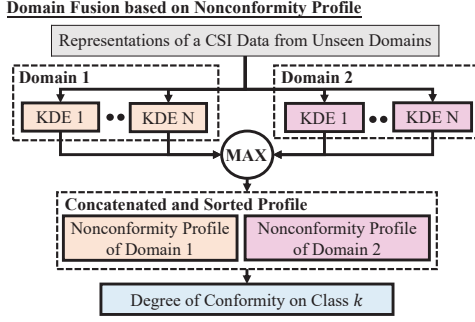 Domain Fusion based on Nonconformity Profile
Representations of a CSI Data from Unseen Domains
Domain 1
Domain 2
KDE 1
KDE N
KDE 1
KDE N
MAX
Concatenated and Sorted Profile
Nonconformity Profile
of Domain 1
Nonconformity Profile
of Domain 2
Degree of Conformity on Class k